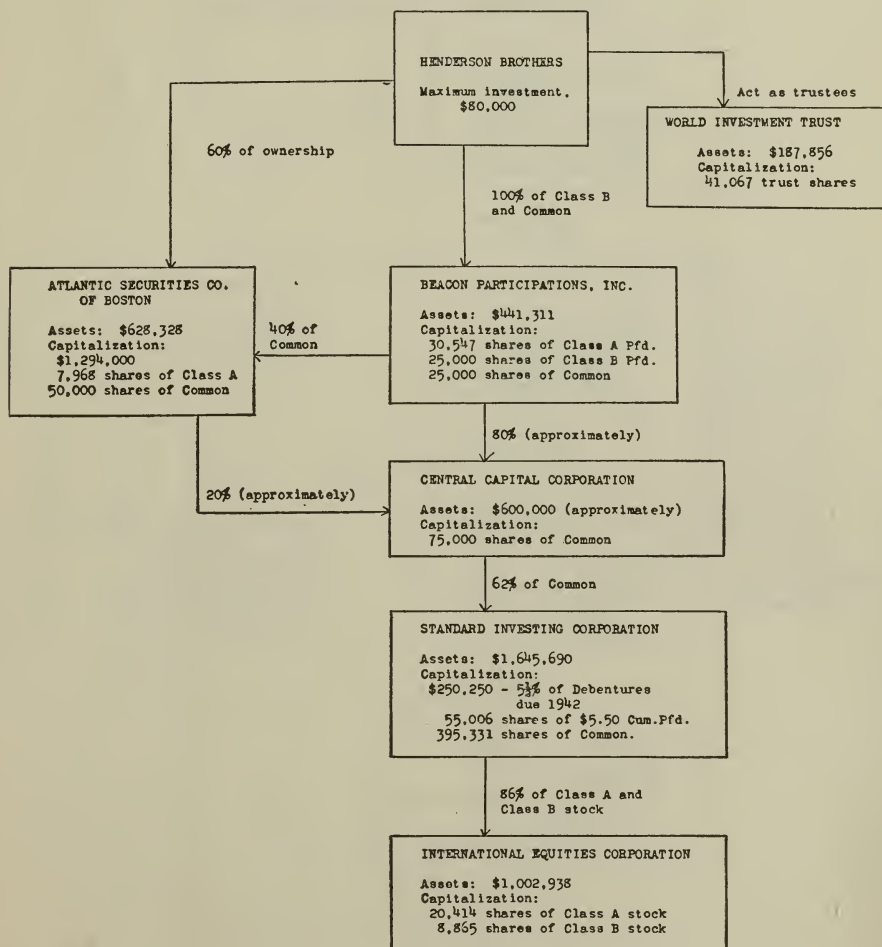 HENDERSON BROTHERS
Maximum investment.
$80,000
Act as trustees
WORLD INVESTMENT TRUST
Assets: $187,856
Capitalization:
41,067 trust shares
60% of ownership
100% of Class B
and Common
ATLANTIC SECURITIES CO.
OF BOSTON
Assets: $628,328
Capitalization:
$1,294,000
7,968 shares of Class A
50,000 shares of Common
40% of
Common
BEACON PARTICIPATIONS, INC.
Assets: $441,311
Capitalization:
30,547 shares of Class A Pfd.
25,000 shares of Class B Pfd.
25,000 shares of Common
80% (approximately)
20% (approximately)
CENTRAL CAPITAL CORPORATION
Assets: $600,000 (approximately)
Capitalization:
75,000 shares of Common
62% of Common
STANDARD INVESTING CORPORATION
Assets: $1,645,690
Capitalization:
$250,250 - 5½% of Debentures
due 1942
55,006 shares of $5.50 Cum.Pfd.
395,331 shares of Common.
86% of Class A and
Class B stock
INTERNATIONAL EQUITIES CORPORATION
Assets: $1,002,938
Capitalization:
20,414 shares of Class A stock
8,865 shares of Class B stock